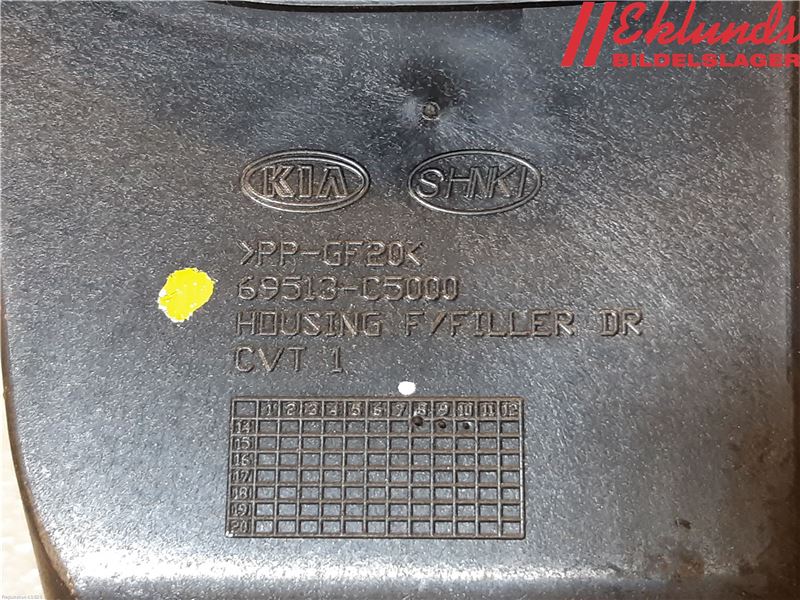 Eklunds
BILDELSLAGER
KIA SHNKI
>PP-GF20<
69513-C5000
HOUSING F/FILLER DR
CVT 1
1 2 3 4 5 6 7 8 9 10 11 12
14
15
16
17
18
19
20